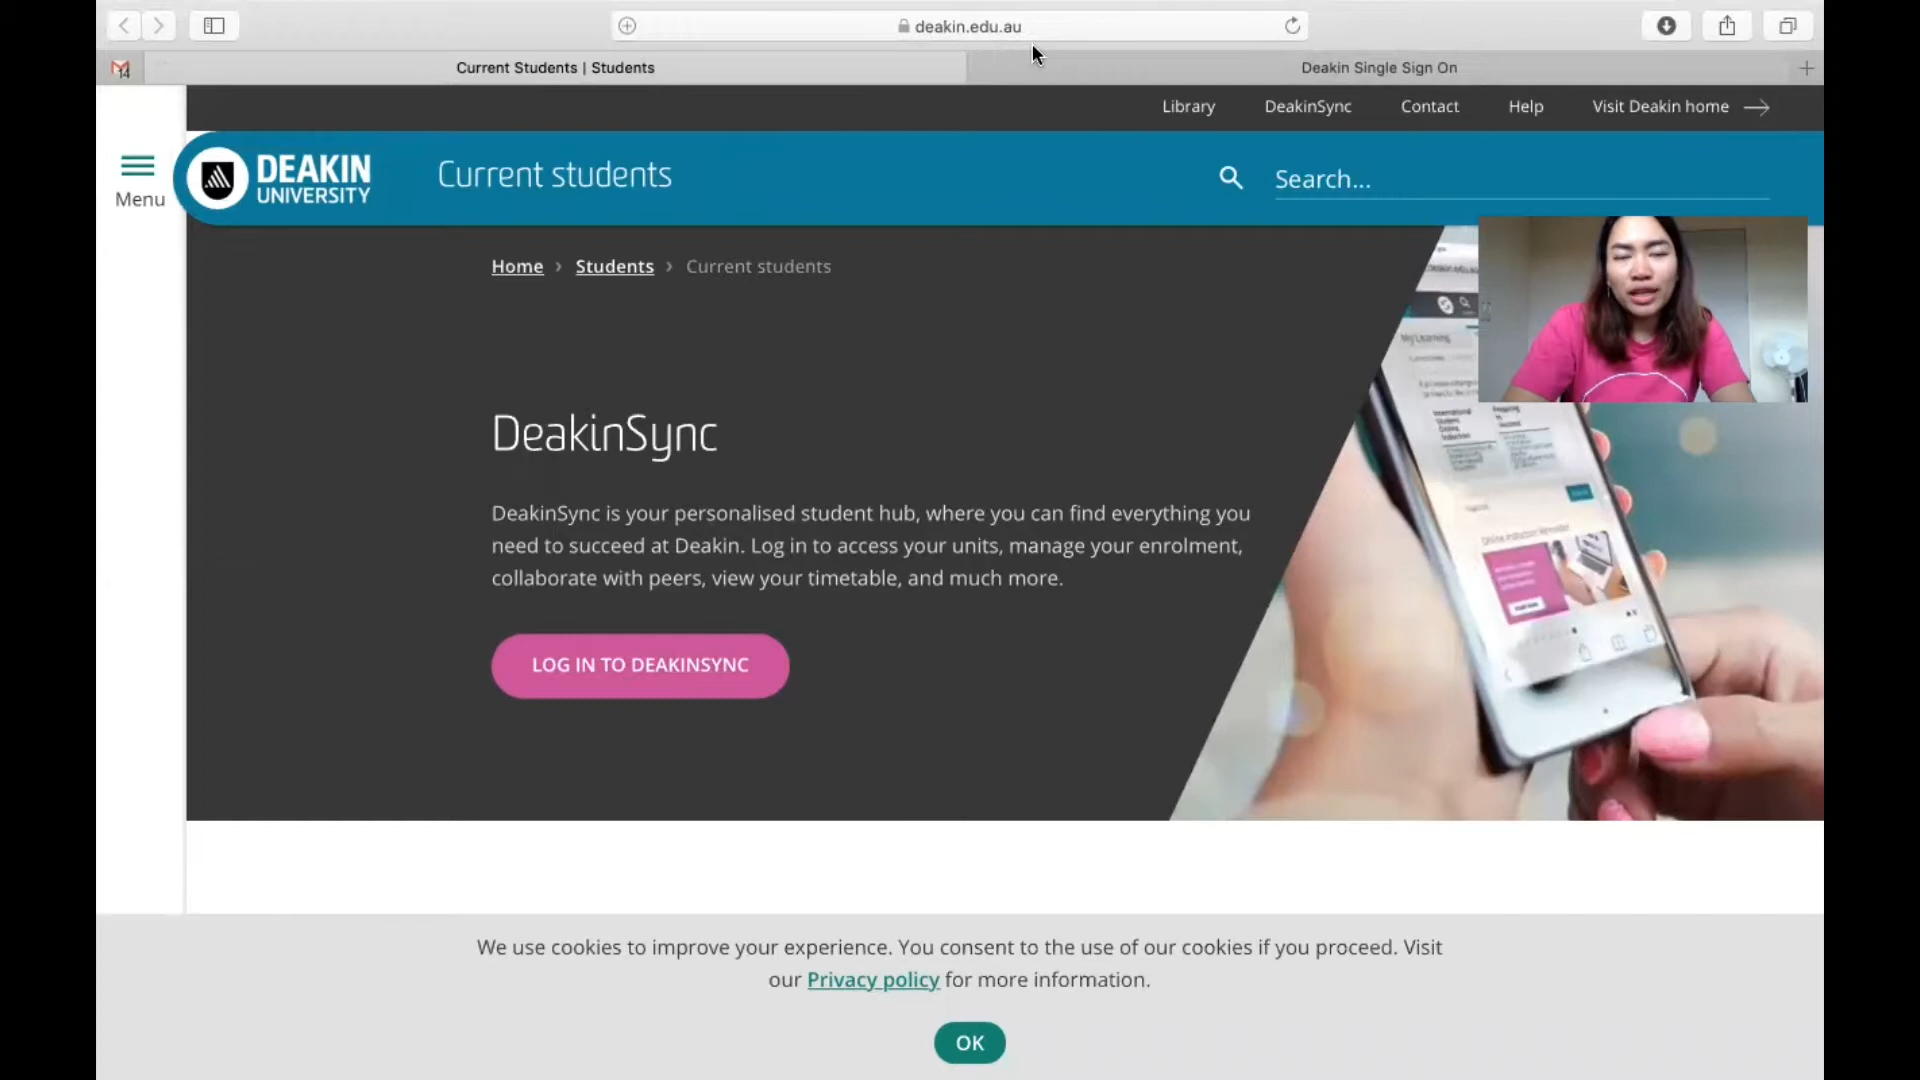 deakin.edu.au
14
Current Students | Students
Deakin Single Sign On
Library
DeakinSync
Contact
Help
Visit Deakin home
Menu
DEAKIN
UNIVERSITY
Current students
Search...
Home
Students
Current students
DeakinSync
DeakinSync is your personalised student hub, where you can find everything you
need to succeed at Deakin. Log in to access your units, manage your enrolment,
collaborate with peers, view your timetable, and much more.
LOG IN TO DEAKINSYNC
My Learning
We use cookies to improve your experience. You consent to the use of our cookies if you proceed. Visit
our Privacy policy for more information.
OK